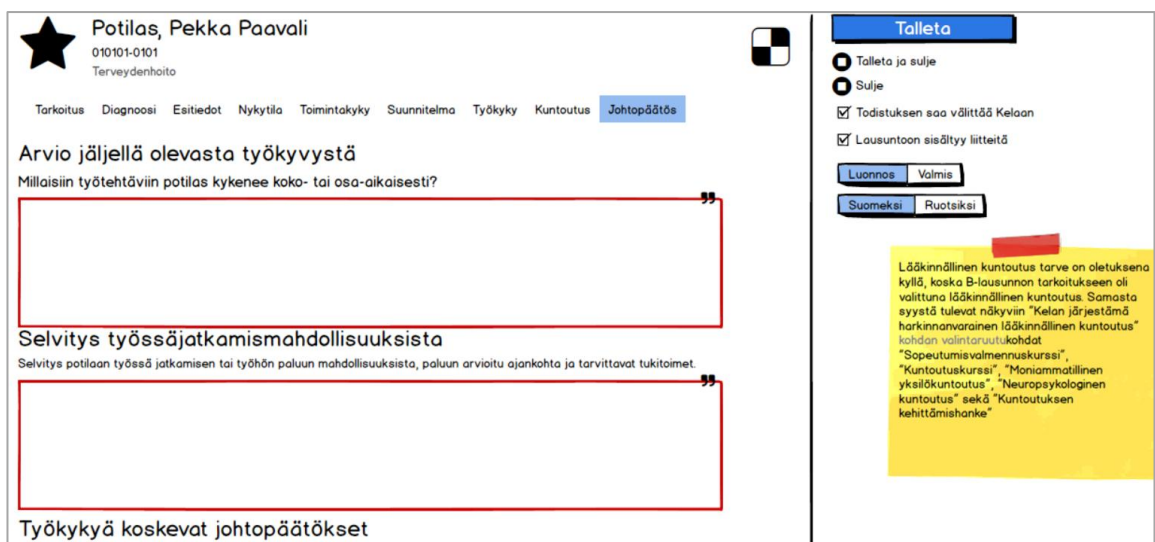 Potilas, Pekka Paavali
010101-0101
Terveydenhoito
Tarkoitus Diagnoosi Esitiedot Nykytila Toimintakyky Suunnitelma Työkyky Kuntoutus Johtopäätös
Arvio jäljellä olevasta työkyvystä
Millaisiin työtehtäviin potilas kykenee koko- tai osa-aikaisesti?
Selvitys työssäjatkamismahdollisuuksista
Selvitys potilaan työssä jatkamisen tai työhön paluun mahdollisuuksista, paluun arvioitu ajankohta ja tarvittavat tukitoimet.
Työkykyä koskevat johtopäätökset
Talleta
Talleta ja sulje
Sulje
Todistuksen saa välittää Kelaan
Lausuntoon sisältyy liitteitä
Luonnos Valmis
Suomeksi Ruotsiksi
Lääkinnällinen kuntoutus tarve on oletuksena
kyllä, koska B-lausunnon tarkoitukseen oli
valittuna lääkinnällinen kuntoutus. Samasta
syystä tulevat näkyviin "Kelan järjestämä
harkinnanvarainen lääkinnällinen kuntoutus"
kohdan valintaruutukohdat
"Sopeutumisvalmennuskurssi",
"Kuntoutuskurssi", "Moniammatillinen
yksilökuntoutus", "Neuropsykologinen
kuntoutus" sekä "Kuntoutuksen
kehittämishanke"